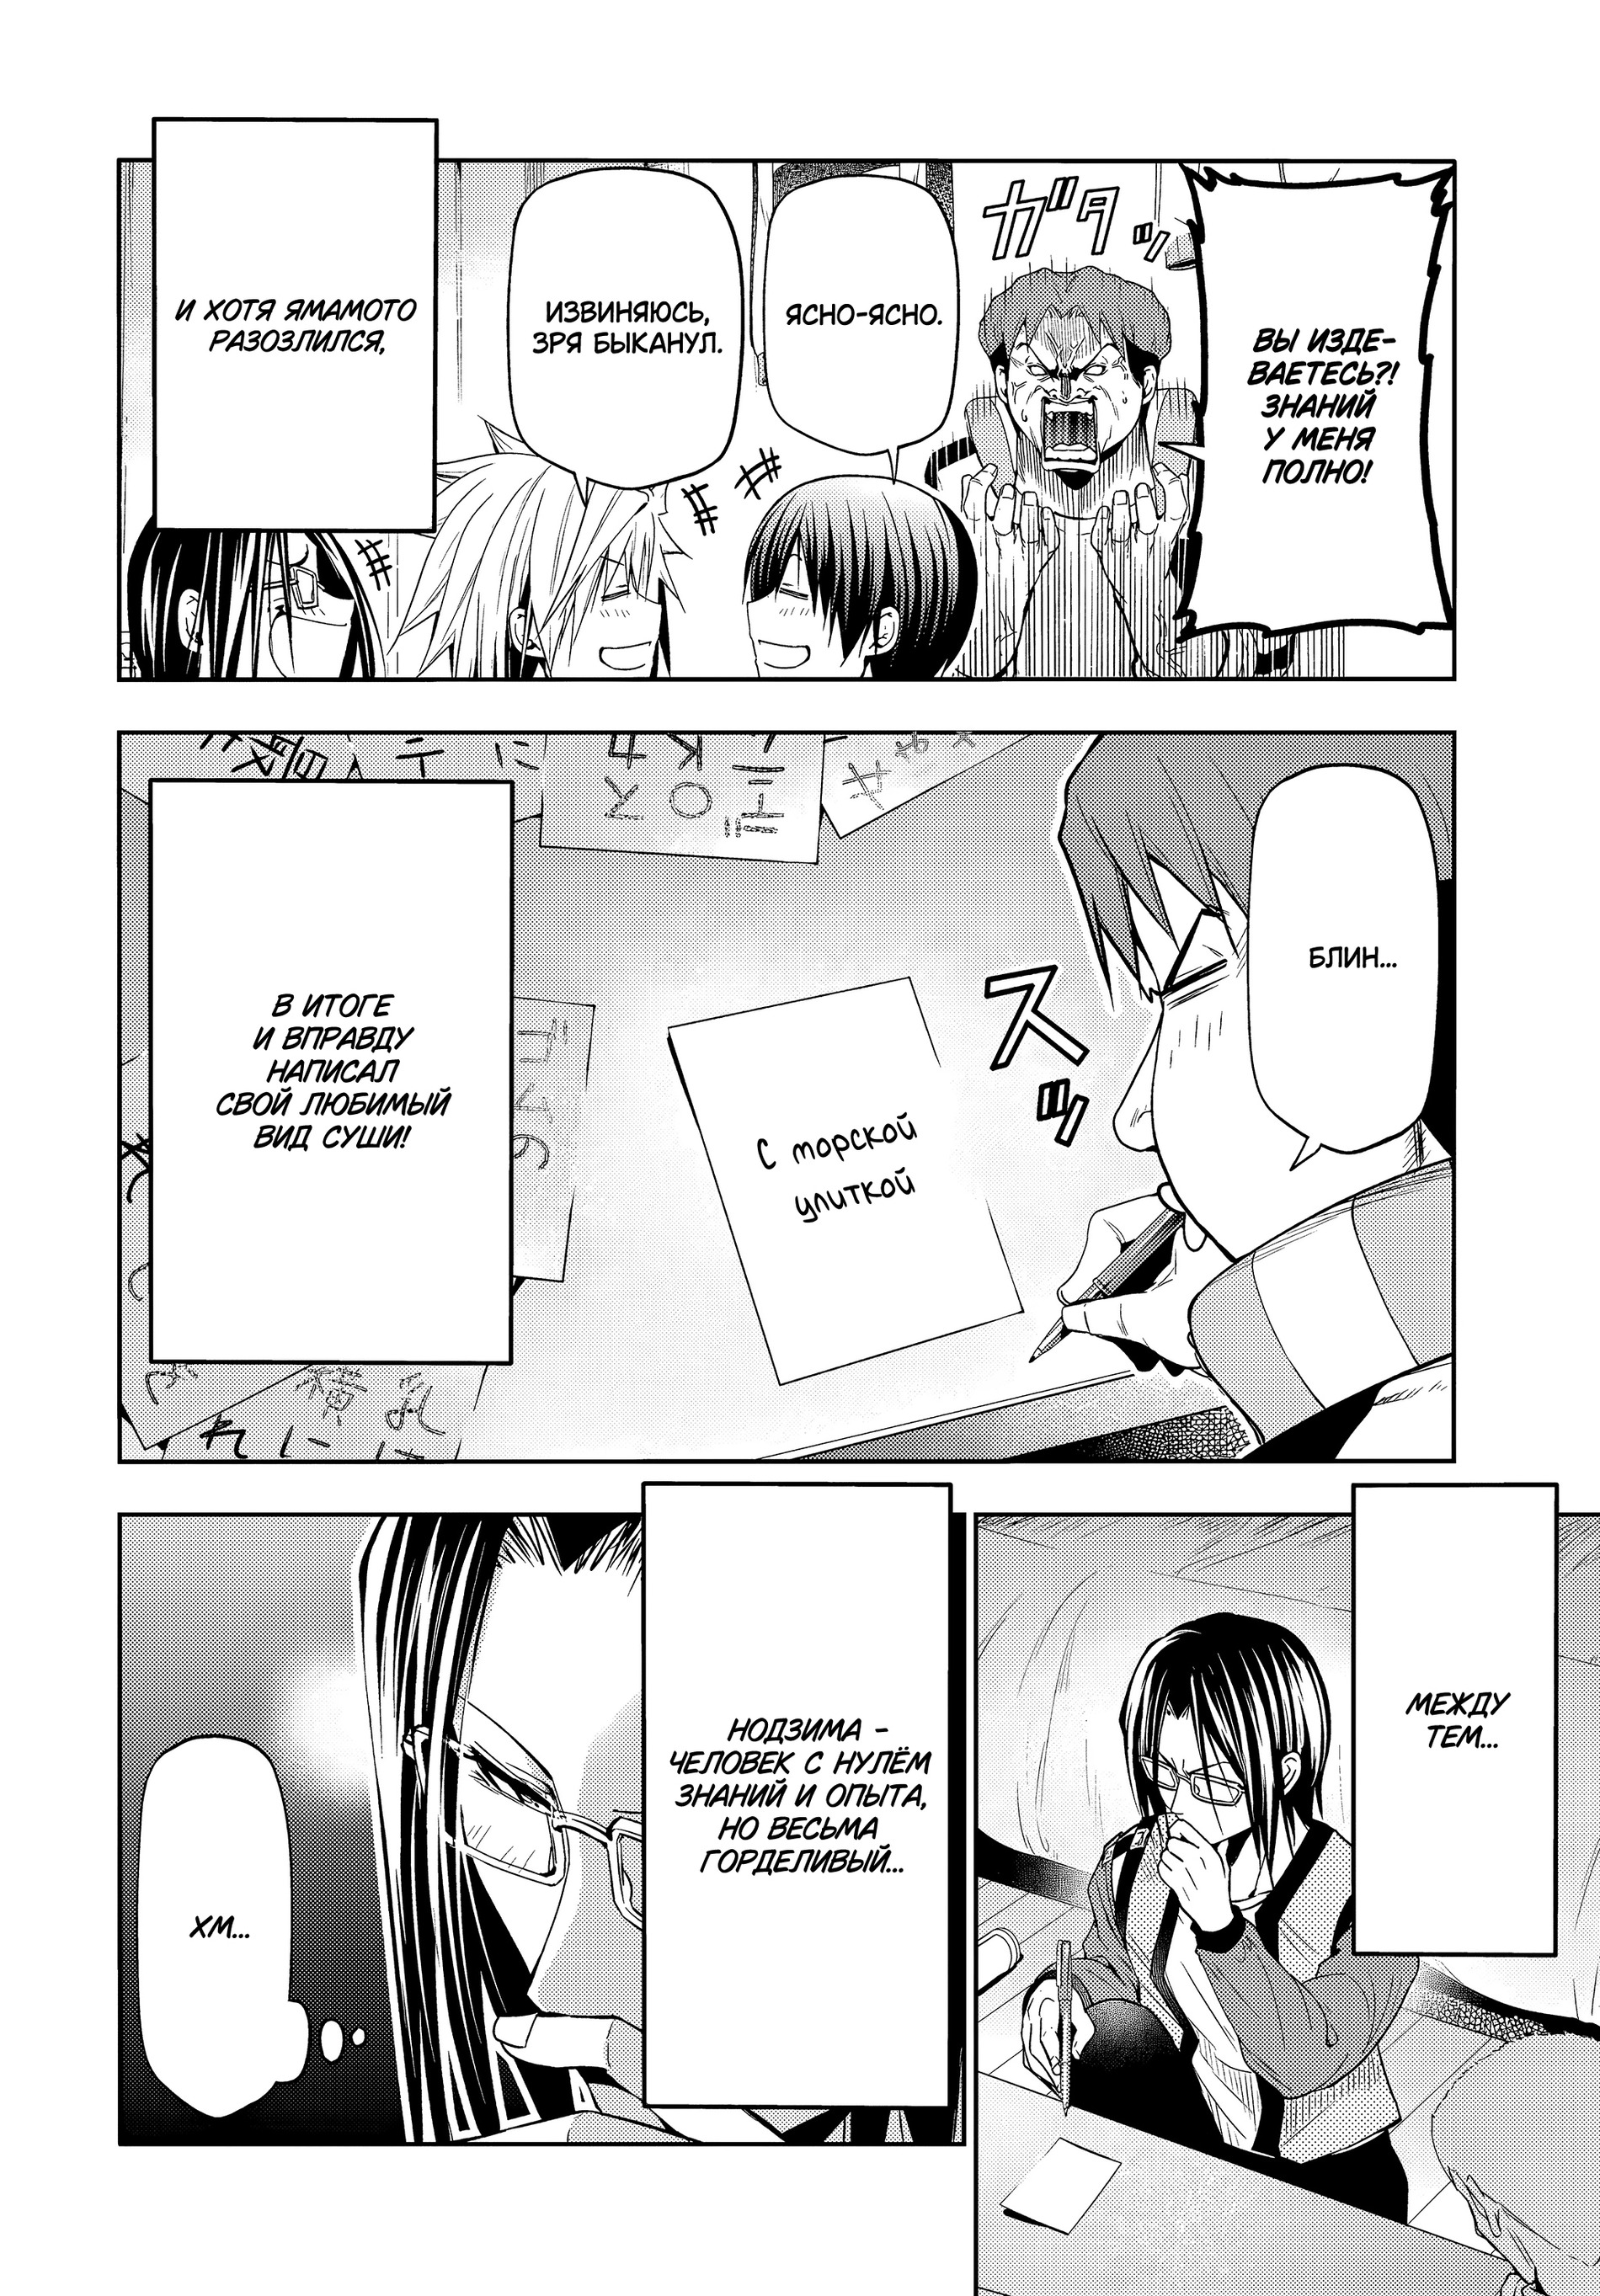 ガタッ
ВЫ ИЗДЕ-
ВАЕТЕСЬ?!
ЗНАНИЙ
У МЕНЯ
ПОЛНО!
ЯСНО-ЯСНО.
ИЗВИНЯЮСЬ,
ЗРЯ БЫКАНУЛ.
И ХОТЯ ЯМАМОТО
РАЗОЗЛИЛСЯ,
БЛИН...
スッ
С морской
улиткой
В ИТОГЕ
И ВПРАВДУ
НАПИСАЛ
СВОЙ ЛЮБИМЫЙ
ВИД СУШИ!
МЕЖДУ
ТЕМ...
НОДЗИМА -
ЧЕЛОВЕК С НУЛЁМ
ЗНАНИЙ И ОПЫТА,
НО ВЕСЬМА
ГОРДЕЛИВЫЙ...
ХМ...